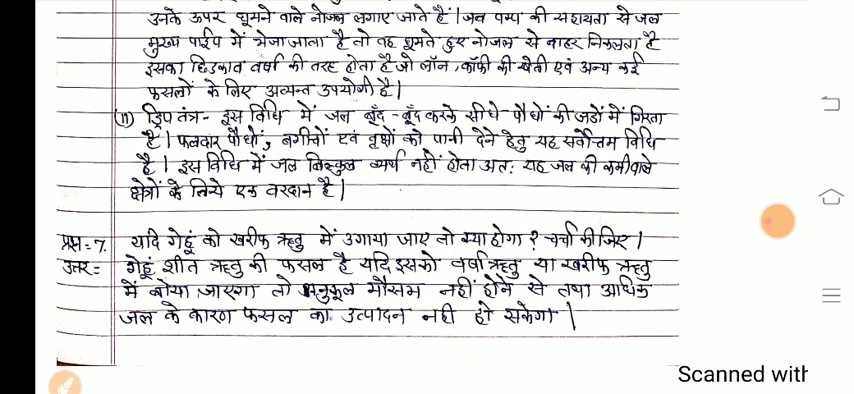 उनके ऊपर घूमने वाले नोजल लगाए जाते हैं। जब पम्प की सहायता से जल
मुख्य पाईप में भेजा जाता है तो वह घूमते हुए नोजल से बाहर निकलता है
इसका छिड़काव वर्षा की तरह होता है जो लॉन, कॉफी की खेती एवं अन्य कई
फसलों के लिए अत्यन्त उपयोगी है।
(ii) ड्रिप तंत्र - इस विधि में जल बूँद - बूँद करके सीधे पौधों की जडों में गिरता
है। फलदार पौधों, बगीचों एवं वृक्षों को पानी देने हेतु यह सर्वोत्तम विधि
है। इस विधि में जल बिल्कुल व्यर्थ नहीं होता अतः यह जल की कमी वाले
क्षेत्रों के लिये एक वरदान है।
प्रश्न = 7. यदि गेहूं को खरीफ ऋतु में उगाया जाए तो क्या होगा? चर्चा कीजिए।
उत्तर = गेहूं शीत ऋतु की फसल है यदि इसको वर्षा ऋतु या खरीफ ऋतु
में बोया जाएगा तो अनुकूल मौसम नहीं होने से तथा अधिक
जल के कारण फसल का उत्पादन नही हो सकेगा।
Scanned with